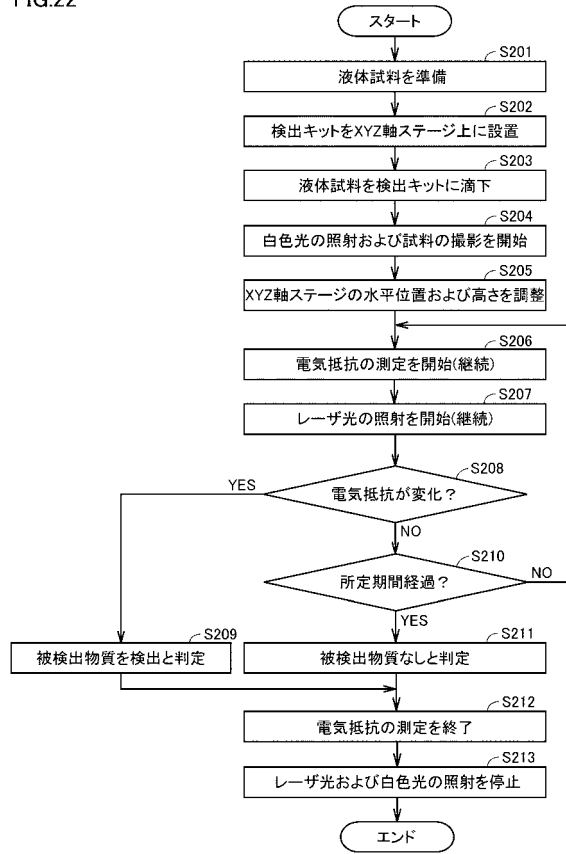 FIG.22
スタート
S201
液体試料を準備
S202
検出キットをXYZ軸ステージ上に設置
S203
液体試料を検出キットに滴下
S204
白色光の照射および試料の撮影を開始
S205
XYZ軸ステージの水平位置および高さを調整
S206
電気抵抗の測定を開始(継続)
S207
レーザ光の照射を開始(継続)
S208
電気抵抗が変化？
YES
NO
S210
所定期間経過？
NO
YES
S209
被検出物質を検出と判定
S211
被検出物質なしと判定
S212
電気抵抗の測定を終了
S213
レーザ光および白色光の照射を停止
エンド